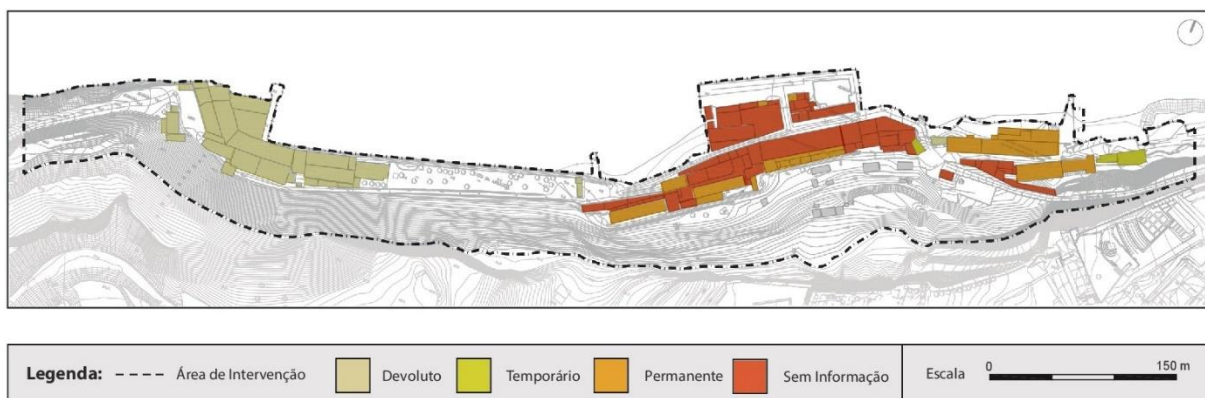 Legenda: Área de Intervenção Devoluto Temporário Permanente Sem Informação Escala 0 150 m